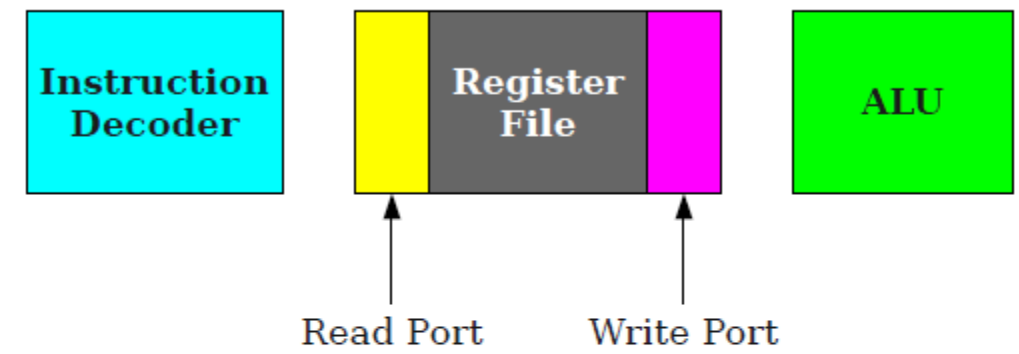 Instruction
Decoder
Register
File
ALU
Read Port
Write Port